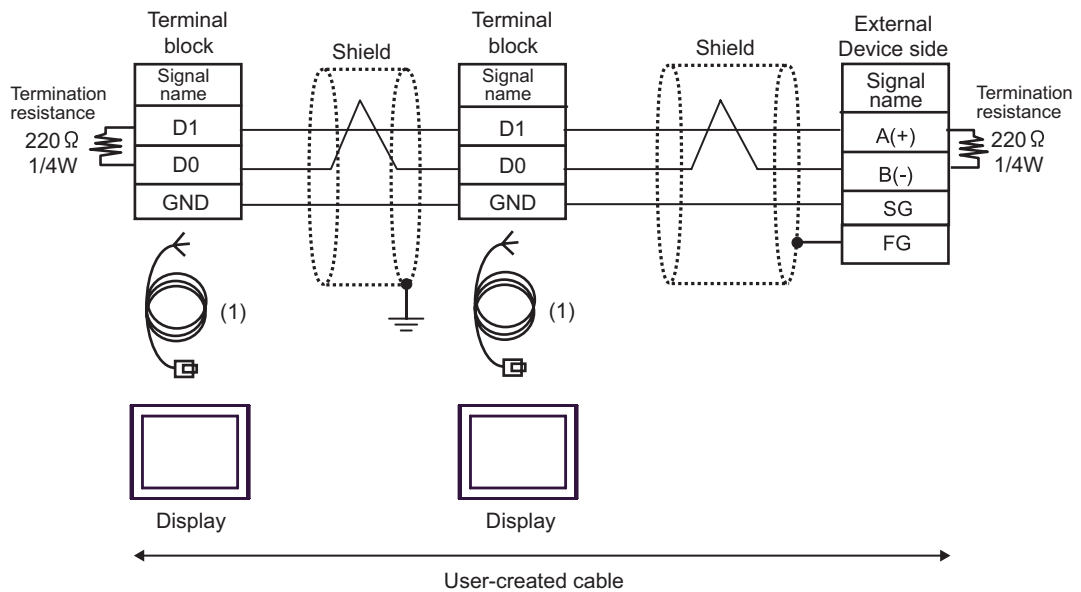 Terminal
block
Shield
Terminal
block
Shield
External
Device side
Termination
resistance
220 Ω
1/4W
Signal
name
D1
D0
GND
Signal
name
D1
D0
GND
Signal
name
A(+)
B(-)
SG
FG
Termination
resistance
220 Ω
1/4W
(1)
(1)
Display
Display
User-created cable